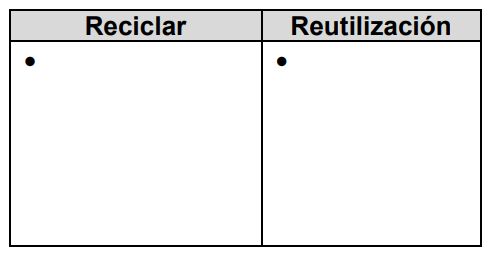 Reciclar Reutilización
• •